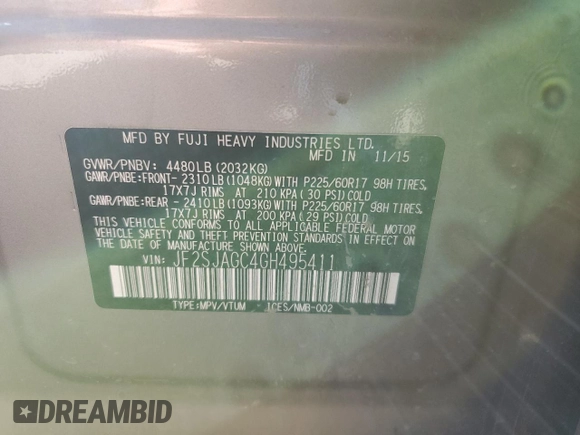 MFD BY FUJI HEAVY INDUSTRIES LTD.
MFD IN 11/15
GVWR/PNBV: 4480LB(2032KG)
GAWR/PNBE:FRONT-2310LB(1048KG)WITH P225/60R17 98H TIRES,
17X7J RIMS AT 210 KPA(30 PSI)COLD
GAWR/PNBE:REAR -2410LB(1093KG)WITH P225/60R17 98H TIRES,
17X7J RIMS AT 200 KPA(29 PSI)COLD
THIS VEHICLE CONFORMS TO ALL APPLICABLE FEDERAL MOTOR
VEHICLE SAFETY STANDARDS IN EFFECT ON THE
DATE OF MANUFACTURE SHOWN ABOVE.
VIN: JF2SJAGC4GH495411
TYPE:MPV/VTUM ICES/NMB-002
DREAMBID